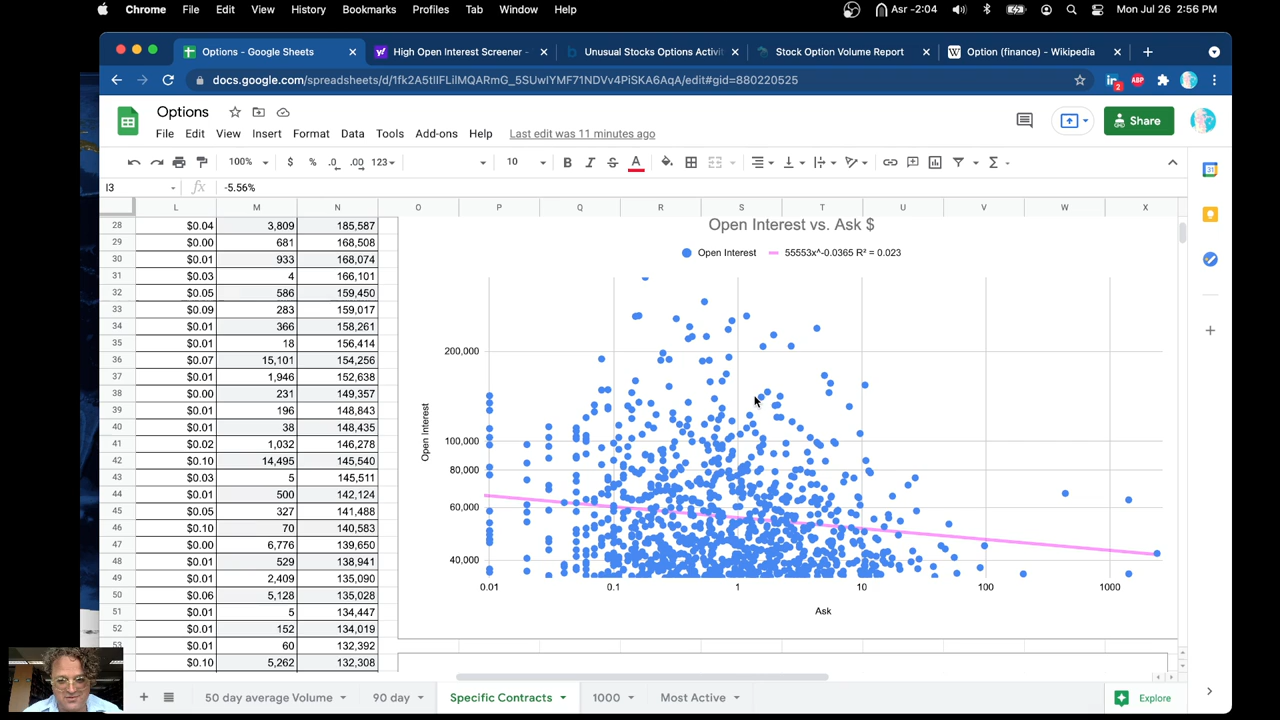 Chrome File Edit View History Bookmarks Profiles Tab Window Help Asr -2:04 Mon Jul 26 2:56 PM
Options - Google Sheets × High Open Interest Screener - × Unusual Stocks Options Activit × Stock Option Volume Report × W Option (finance) - Wikipedia × +
docs.google.com/spreadsheets/d/1fk2A5tIIFLilMQARmG_5SUwIYMF71NDVv4PiSKA6AqA/edit#gid=880220525 2 ABP
Options
File Edit View Insert Format Data Tools Add-ons Help Last edit was 11 minutes ago Share
100% $ % .0 .00 123 10 B I S A Σ
I3 fx -5.56%
L M N O P Q R S T U V W X
28 $0.04 3,809 185,587
29 $0.00 681 168,508
30 $0.01 933 168,074
31 $0.03 4 166,101
32 $0.05 586 159,450
33 $0.09 283 159,017
34 $0.01 366 158,261
35 $0.01 18 156,414
36 $0.07 15,101 154,256
37 $0.01 1,946 152,638
38 $0.00 231 149,357
39 $0.01 196 148,843
40 $0.01 38 148,435
41 $0.02 1,032 146,278
42 $0.10 14,495 145,540
43 $0.03 5 145,511
44 $0.01 500 142,124
45 $0.05 327 141,488
46 $0.10 70 140,583
47 $0.00 6,776 139,650
48 $0.01 529 138,941
49 $0.01 2,409 135,090
50 $0.06 5,128 135,028
51 $0.01 5 134,447
52 $0.01 152 134,019
53 $0.01 60 132,392
$0.10 5,262 132,308
Open Interest vs. Ask $
Open Interest 55553x^-0.0365 R² = 0.023
Open Interest
200,000
100,000
80,000
60,000
40,000
0.01 0.1 1 10 100 1000
Ask
+ 50 day average Volume 90 day Specific Contracts 1000 Most Active Explore